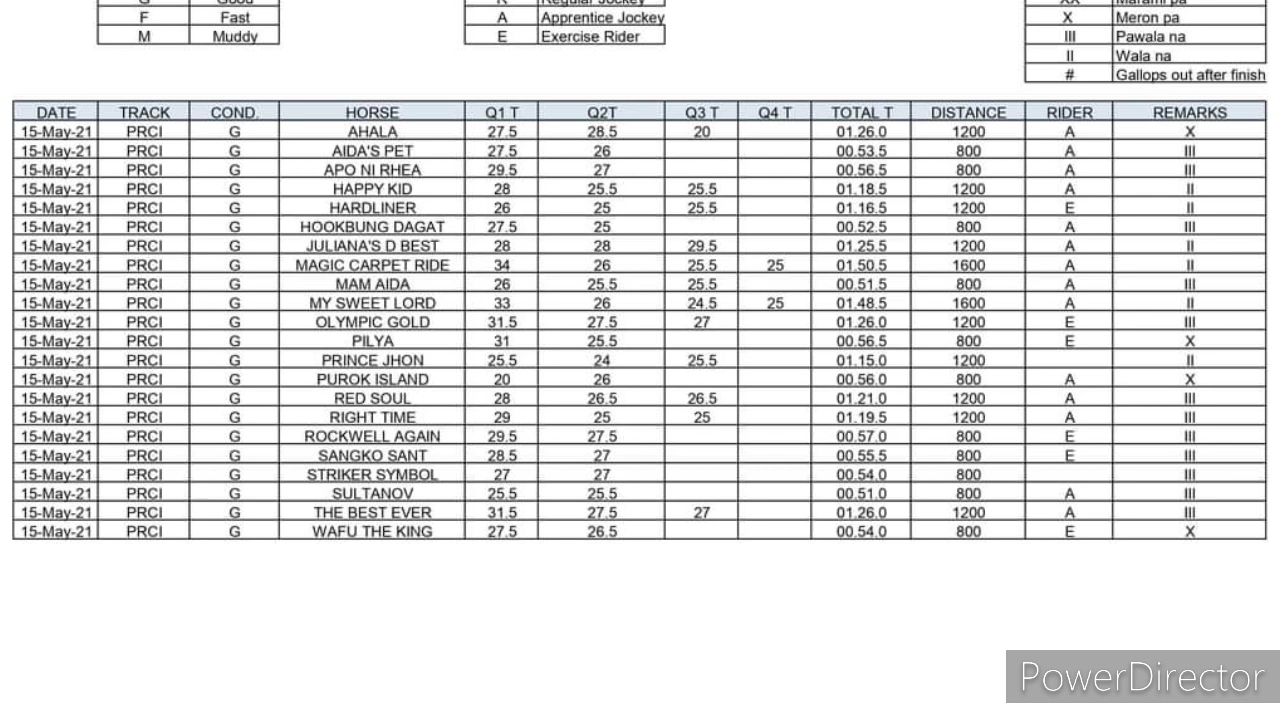 G Good R Regular Jockey XX Marami pa
F Fast A Apprentice Jockey X Meron pa
M Muddy E Exercise Rider III Pawala na
II Wala na
# Gallops out after finish
DATE TRACK COND. HORSE Q1 T Q2T Q3 T Q4 T TOTAL T DISTANCE RIDER REMARKS
15-May-21 PRCI G AHALA 27.5 28.5 20 01.26.0 1200 A X
15-May-21 PRCI G AIDA'S PET 27.5 26 00.53.5 800 A III
15-May-21 PRCI G APO NI RHEA 29.5 27 00.56.5 800 A III
15-May-21 PRCI G HAPPY KID 28 25.5 25.5 01.18.5 1200 A II
15-May-21 PRCI G HARDLINER 26 25 25.5 01.16.5 1200 E II
15-May-21 PRCI G HOOKBUNG DAGAT 27.5 25 00.52.5 800 A III
15-May-21 PRCI G JULIANA'S D BEST 28 28 29.5 01.25.5 1200 A II
15-May-21 PRCI G MAGIC CARPET RIDE 34 26 25.5 25 01.50.5 1600 A II
15-May-21 PRCI G MAM AIDA 26 25.5 25.5 00.51.5 800 A III
15-May-21 PRCI G MY SWEET LORD 33 26 24.5 25 01.48.5 1600 A II
15-May-21 PRCI G OLYMPIC GOLD 31.5 27.5 27 01.26.0 1200 E III
15-May-21 PRCI G PILYA 31 25.5 00.56.5 800 E X
15-May-21 PRCI G PRINCE JHON 25.5 24 25.5 01.15.0 1200 II
15-May-21 PRCI G PUROK ISLAND 20 26 00.56.0 800 A X
15-May-21 PRCI G RED SOUL 28 26.5 26.5 01.21.0 1200 A III
15-May-21 PRCI G RIGHT TIME 29 25 25 01.19.5 1200 A III
15-May-21 PRCI G ROCKWELL AGAIN 29.5 27.5 00.57.0 800 E III
15-May-21 PRCI G SANGKO SANT 28.5 27 00.55.5 800 E III
15-May-21 PRCI G STRIKER SYMBOL 27 27 00.54.0 800 III
15-May-21 PRCI G SULTANOV 25.5 25.5 00.51.0 800 A III
15-May-21 PRCI G THE BEST EVER 31.5 27.5 27 01.26.0 1200 A III
15-May-21 PRCI G WAFU THE KING 27.5 26.5 00.54.0 800 E X
PowerDirector